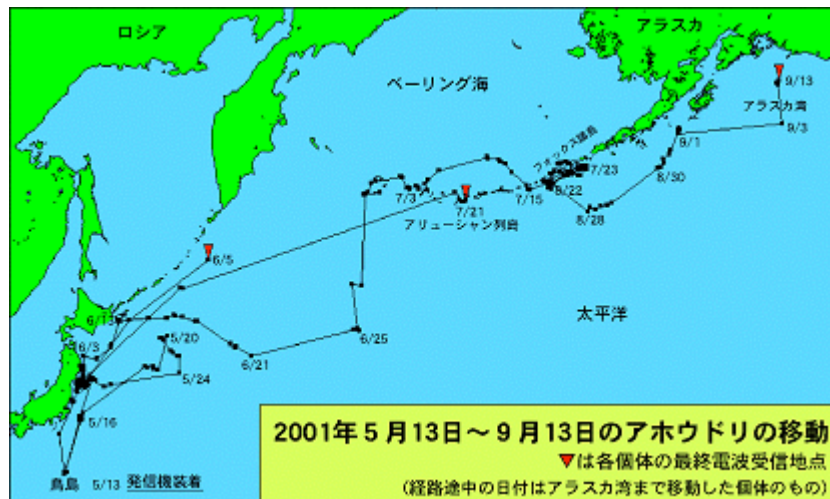 ロシア
アラスカ
ベーリング海
9/13
アラスカ湾
9/3
9/1
フォックス諸島
7/23
8/30
8/22
7/3
7/15
7/21
8/28
アリューシャン列島
6/5
太平洋
6/13
5/20
6/25
6/3
6/21
5/24
5/16
2001年5月13日〜9月13日のアホウドリの移動
▼は各個体の最終電波受信地点
鳥島 5/13 発信機装着
(経路途中の日付はアラスカ湾まで移動した個体のもの)